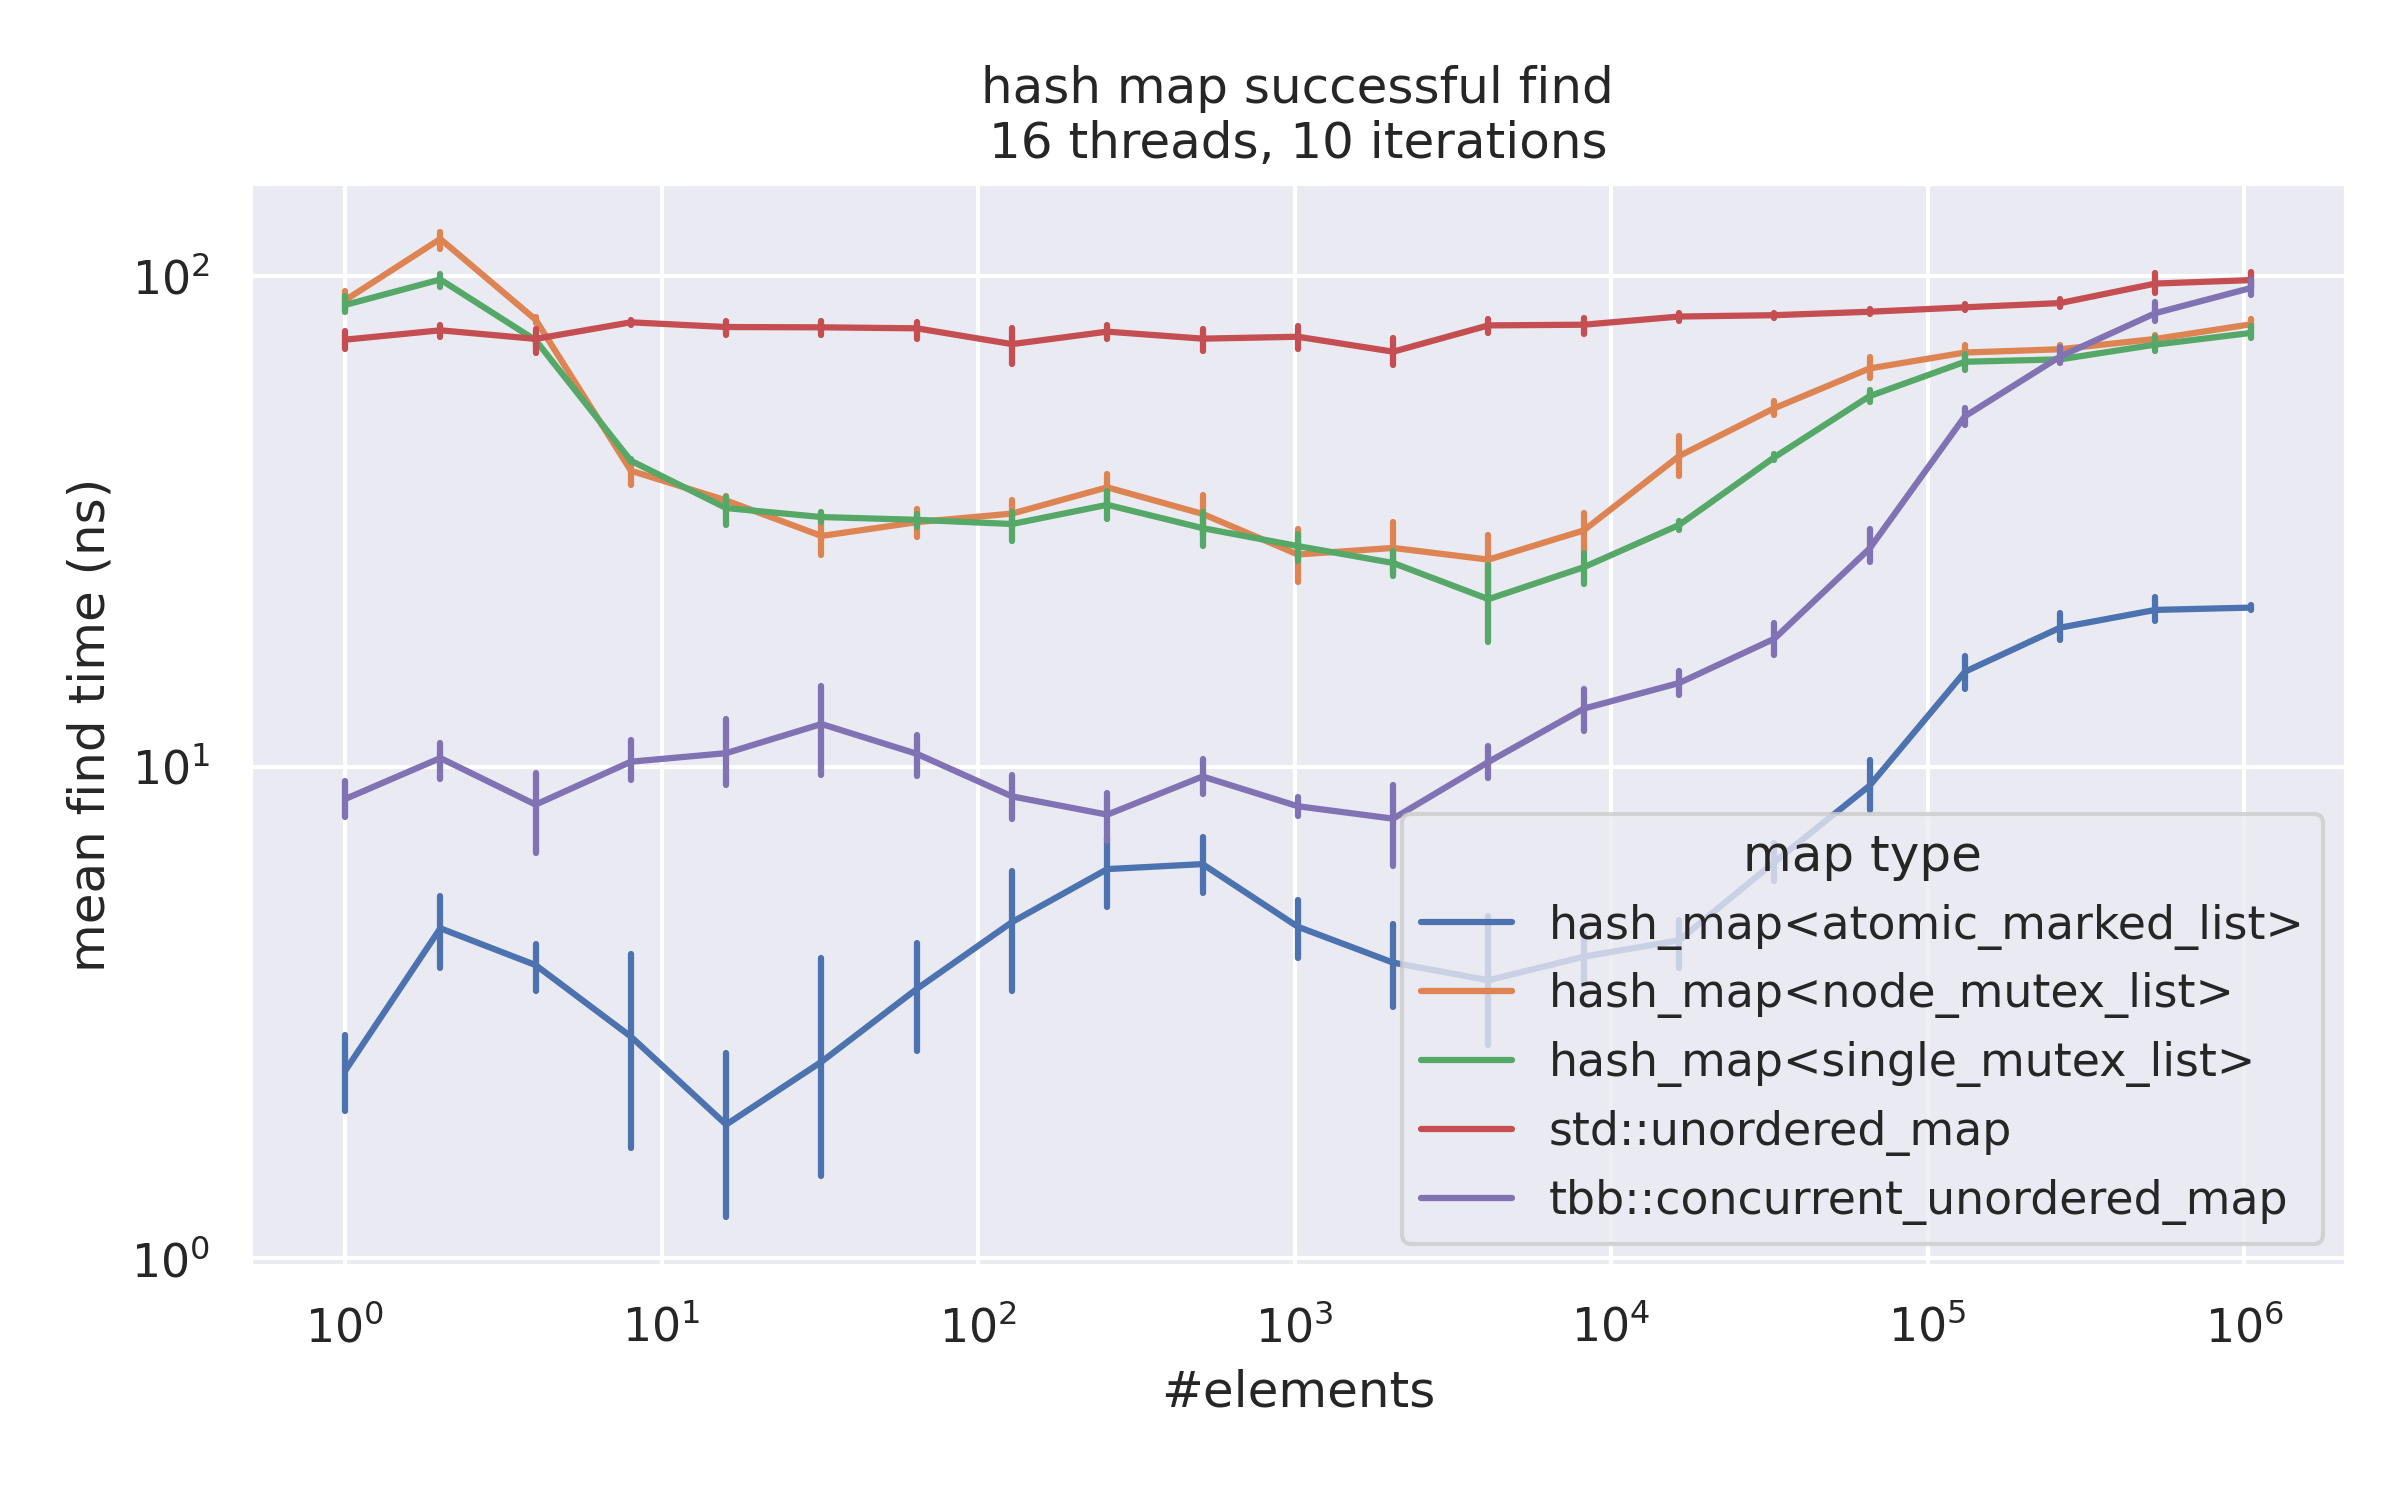 hash map successful find
16 threads, 10 iterations
mean find time (ns)
10²
10¹
10⁰
map type
hash_map<atomic_marked_list>
hash_map<node_mutex_list>
hash_map<single_mutex_list>
std::unordered_map
tbb::concurrent_unordered_map
10⁰ 10¹ 10² 10³ 10⁴ 10⁵ 10⁶
#elements